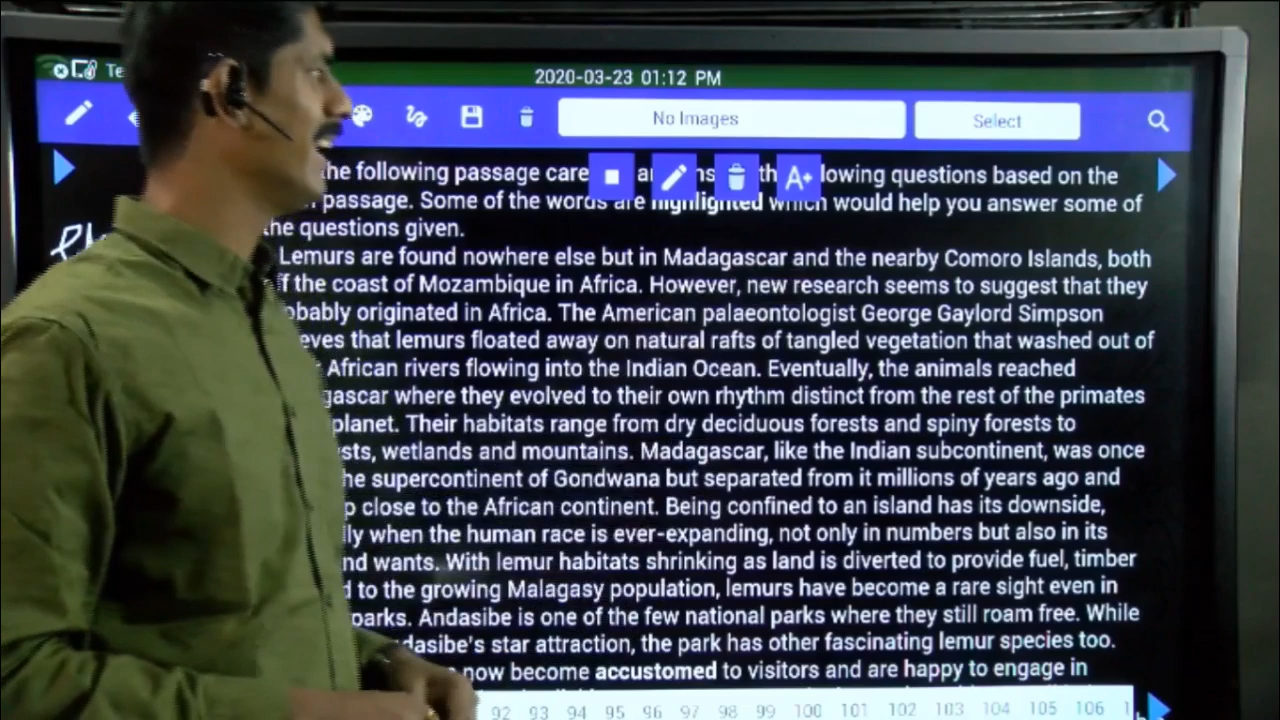 Te
2020-03-23 01:12 PM
No Images
Select
A+
the following passage lowing questions based on the
passage. Some of the words are highlighted which would help you answer some of
the questions given.
Lemurs are found nowhere else but in Madagascar and the nearby Comoro Islands, both
f the coast of Mozambique in Africa. However, new research seems to suggest that they
obably originated in Africa. The American palaeontologist George Gaylord Simpson
eves that lemurs floated away on natural rafts of tangled vegetation that washed out of
African rivers flowing into the Indian Ocean. Eventually, the animals reached
gascar where they evolved to their own rhythm distinct from the rest of the primates
planet. Their habitats range from dry deciduous forests and spiny forests to
sts, wetlands and mountains. Madagascar, like the Indian subcontinent, was once
he supercontinent of Gondwana but separated from it millions of years ago and
p close to the African continent. Being confined to an island has its downside,
lly when the human race is ever-expanding, not only in numbers but also in its
nd wants. With lemur habitats shrinking as land is diverted to provide fuel, timber
d to the growing Malagasy population, lemurs have become a rare sight even in
parks. Andasibe is one of the few national parks where they still roam free. While
dasibe's star attraction, the park has other fascinating lemur species too.
now become accustomed to visitors and are happy to engage in
92 93 94 95 96 97 98 99 100 101 102 103 104 105 106 1